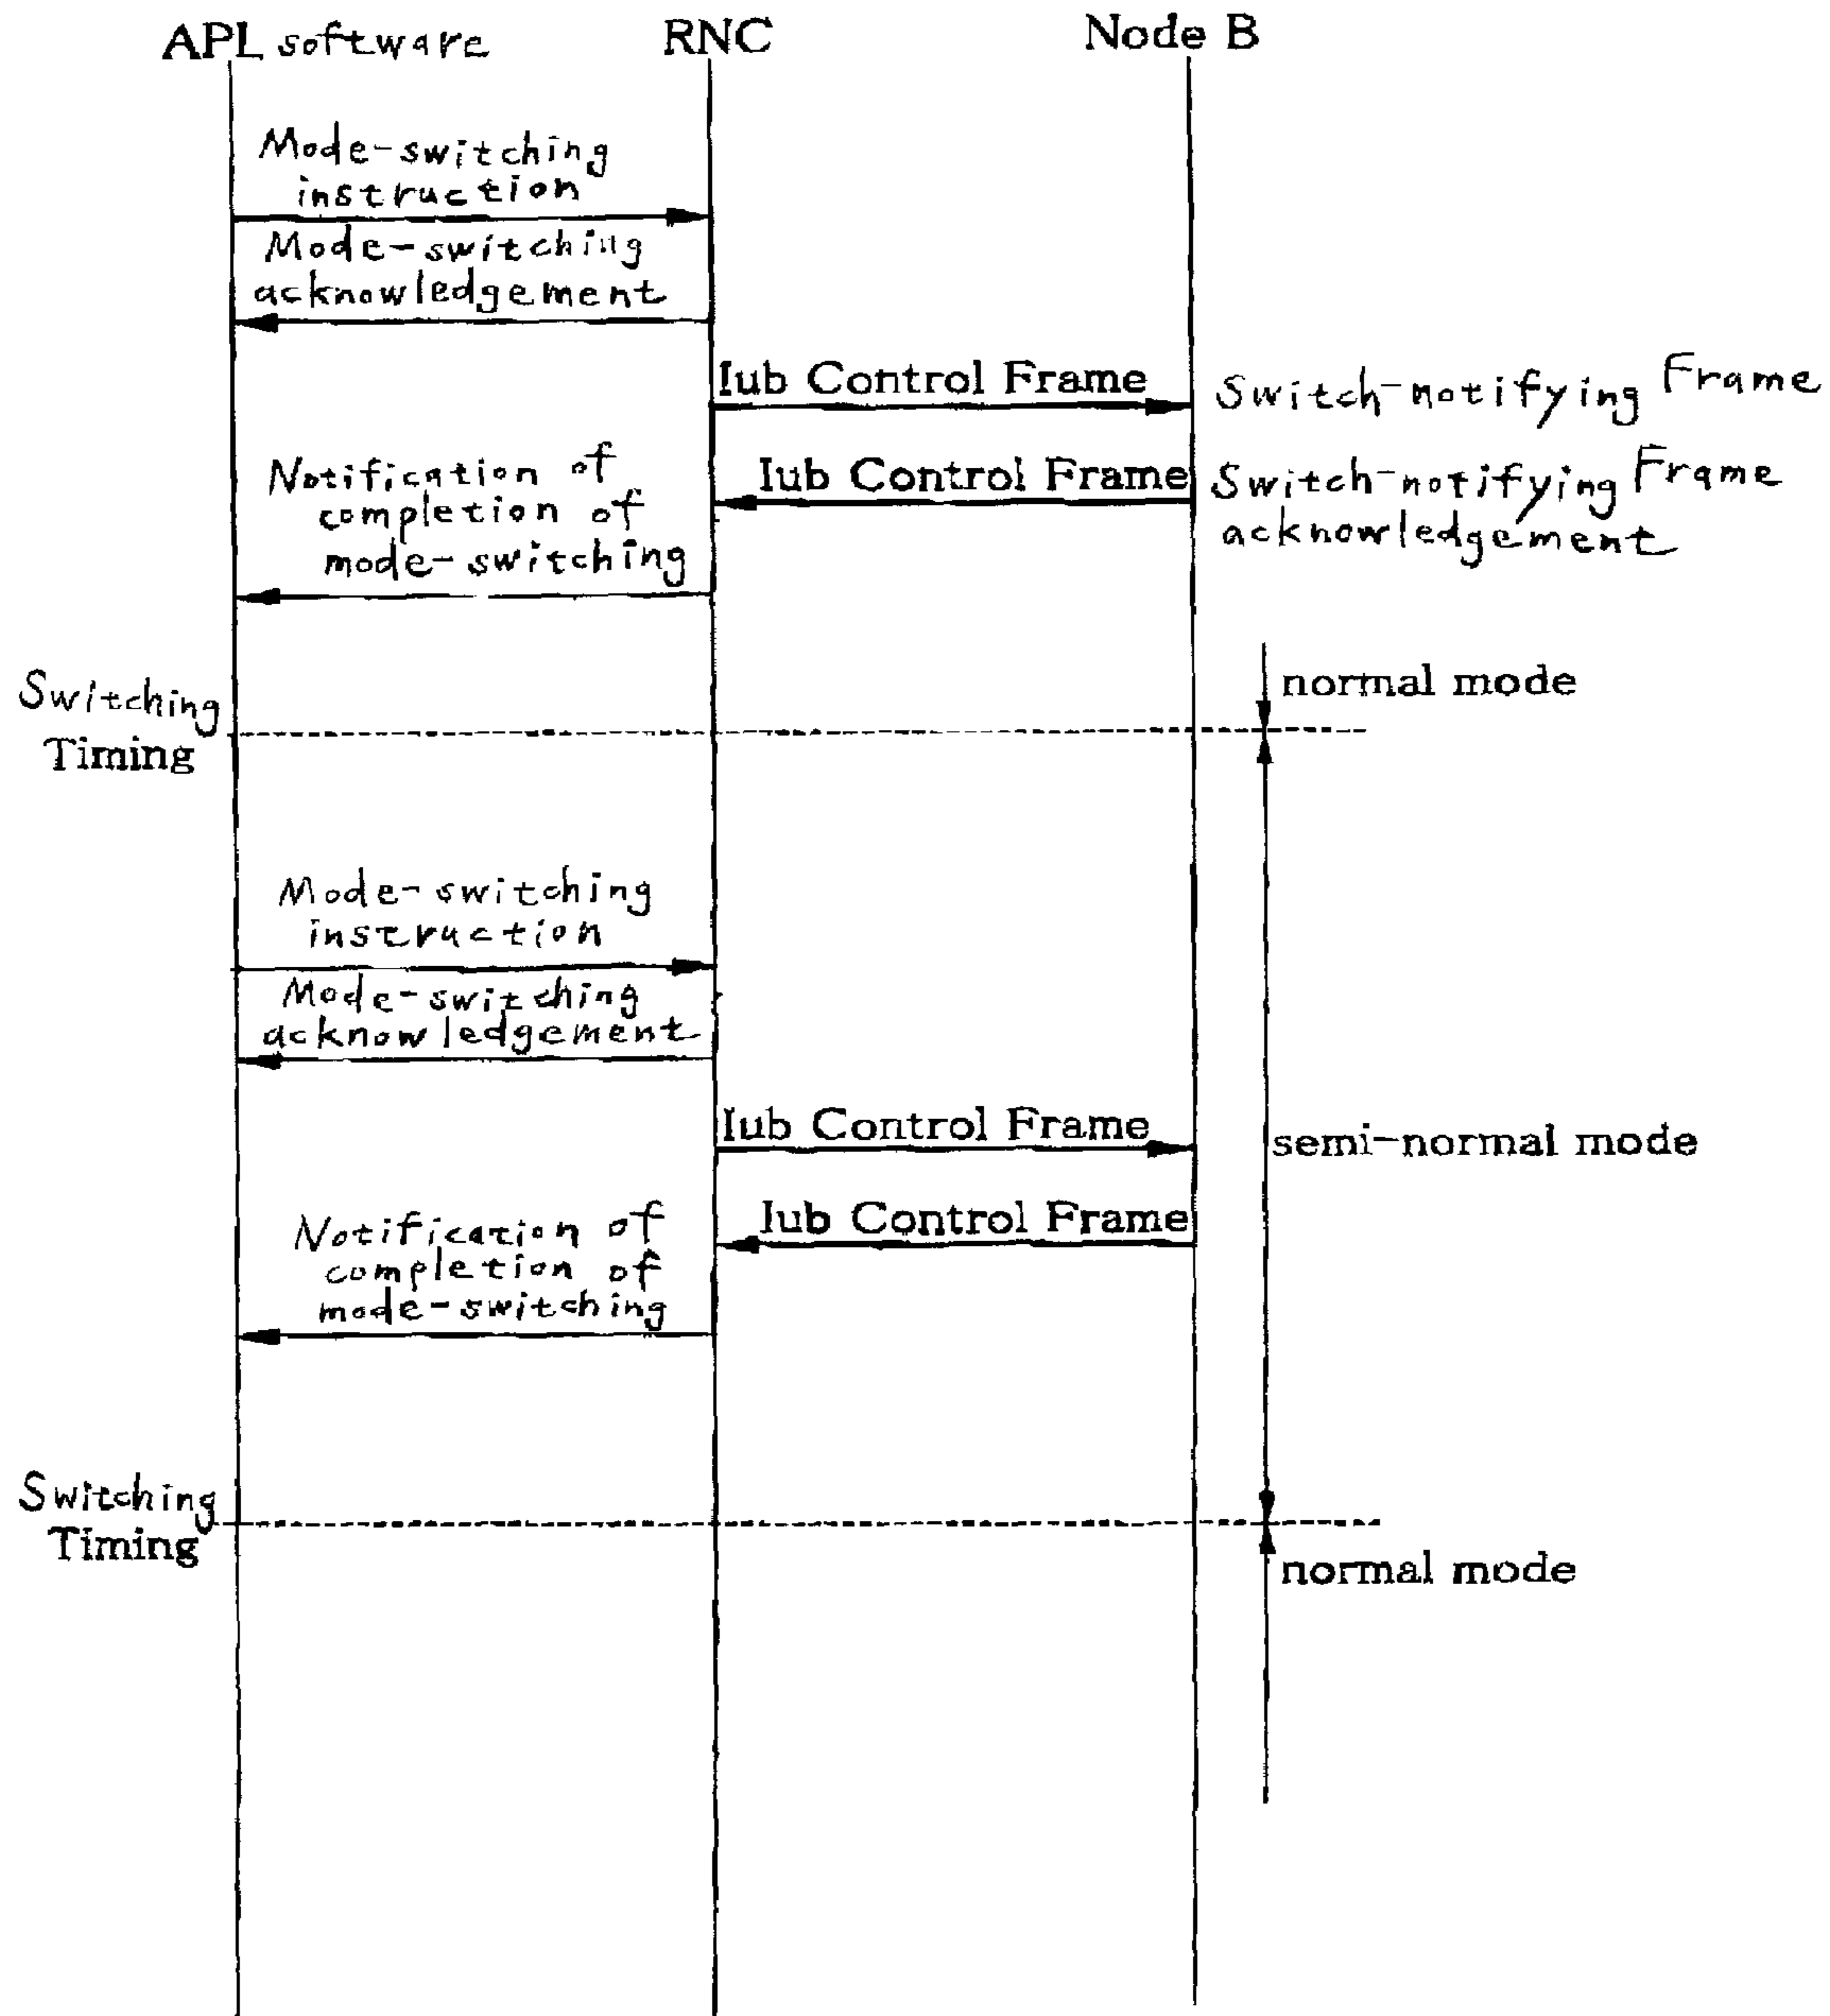 APL software RNC Node B
Mode-switching
instruction
Mode-switching
acknowledgement
Iub Control Frame
Switch-notifying Frame
Iub Control Frame
Switch-notifying Frame
acknowledgement
Notification of
completion of
mode-switching
normal mode
Switching
Timing
Mode-switching
instruction
Mode-switching
acknowledgement
Iub Control Frame
semi-normal mode
Iub Control Frame
Notification of
completion of
mode-switching
Switching
Timing
normal mode